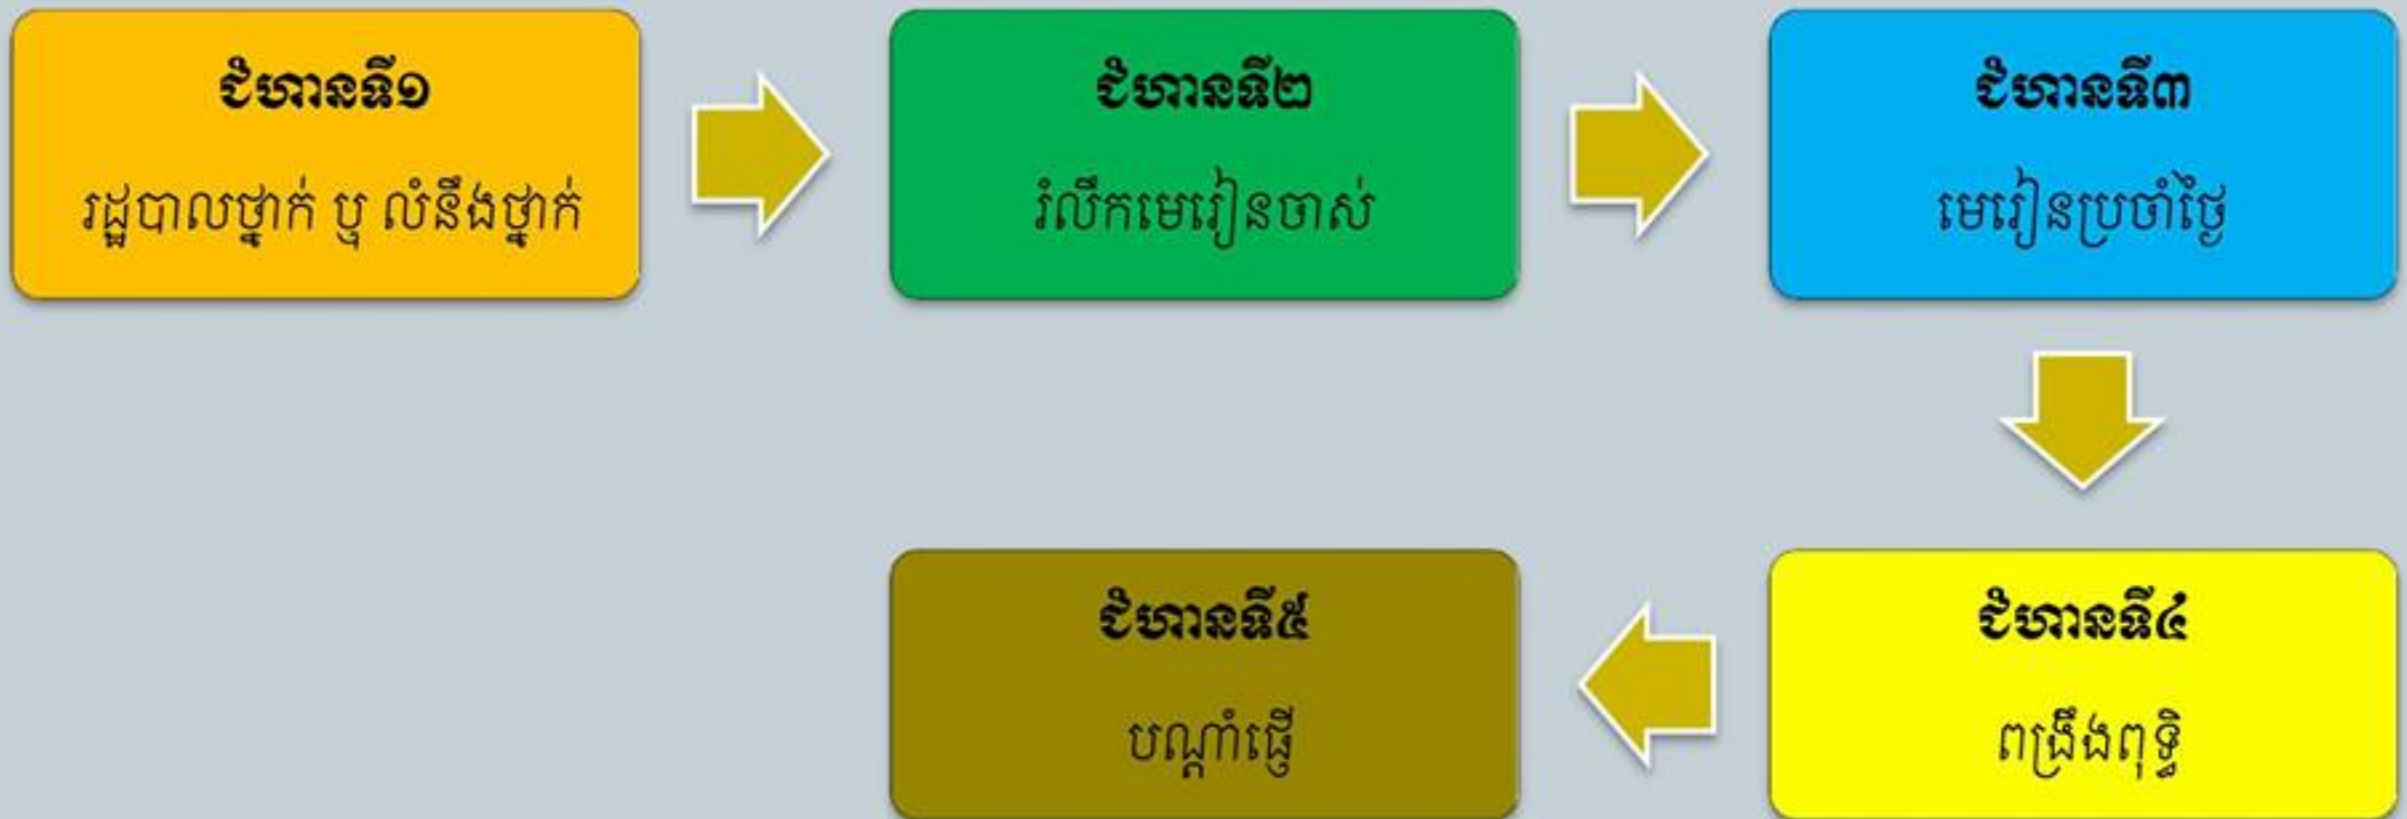 ជំហានទី១
រដ្ឋបាលថ្នាក់ ឬ លំនឹងថ្នាក់
ជំហានទី២
រំលឹកមេរៀនចាស់
ជំហានទី៣
មេរៀនប្រចាំថ្ងៃ
ជំហានទី៤
ពង្រឹងពុទ្ធិ
ជំហានទី៥
បណ្តាំផ្ញើ